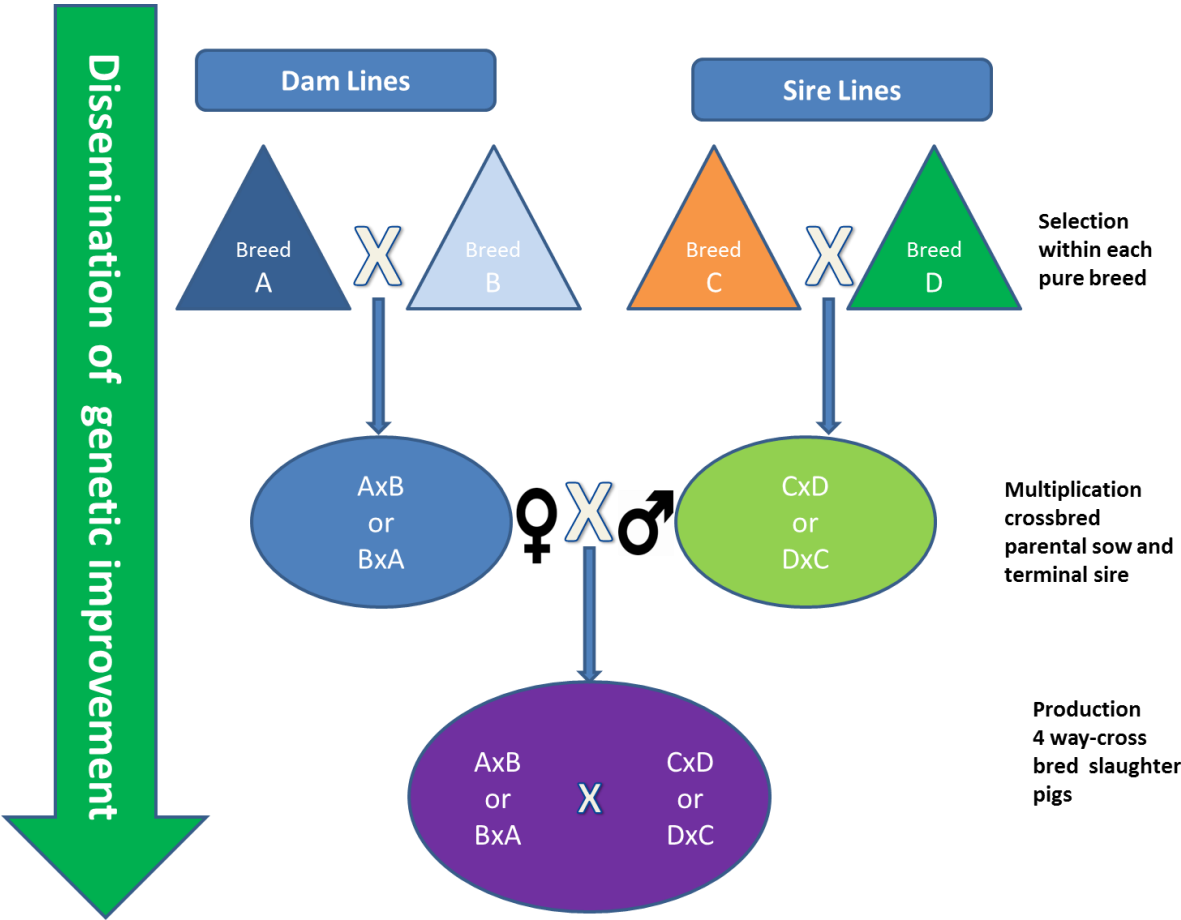 Dissemination of genetic improvement
Dam Lines
Sire Lines
Breed
A
X
Breed
B
Breed
C
X
Breed
D
Selection
within each
pure breed
AxB
or
BxA
X
CxD
or
DxC
Multiplication
crossbred
parental sow and
terminal sire
AxB
or
BxA
X
CxD
or
DxC
Production
4 way-cross
bred slaughter
pigs